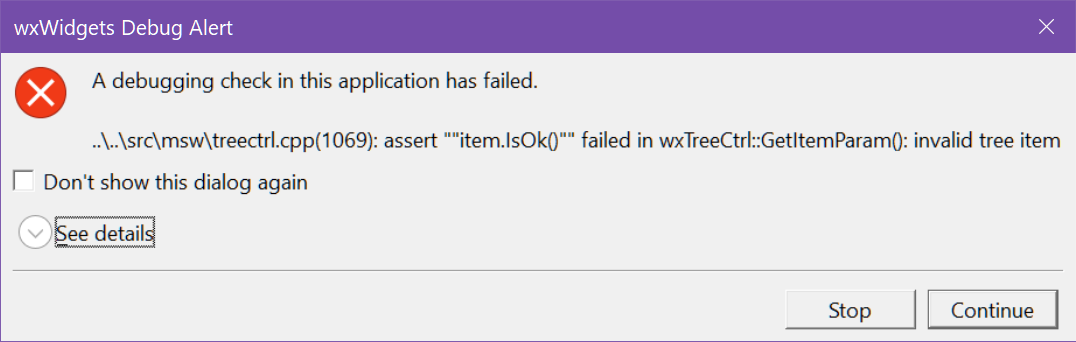 wxWidgets Debug Alert
A debugging check in this application has failed.
..\..\src\msw\treectrl.cpp(1069): assert ""item.IsOk()"" failed in wxTreeCtrl::GetItemParam(): invalid tree item
Don't show this dialog again
See details
Stop
Continue